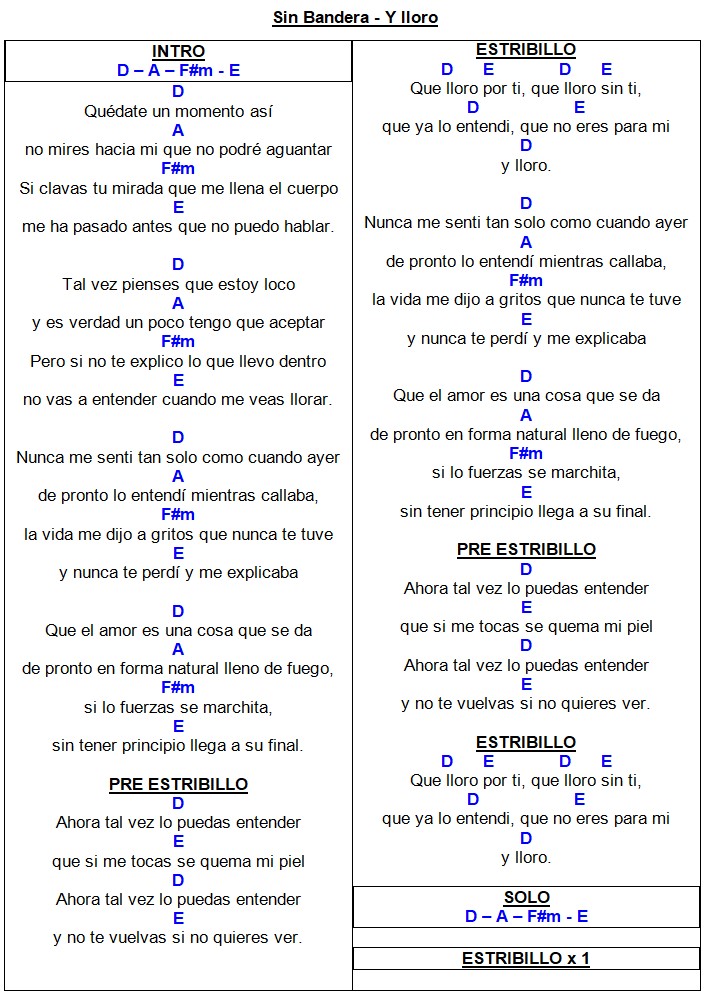 Sin Bandera - Y lloro
INTRO
D – A – F#m - E
D
Quédate un momento así
A
no mires hacia mi que no podré aguantar
F#m
Si clavas tu mirada que me llena el cuerpo
E
me ha pasado antes que no puedo hablar.
D
Tal vez pienses que estoy loco
A
y es verdad un poco tengo que aceptar
F#m
Pero si no te explico lo que llevo dentro
E
no vas a entender cuando me veas llorar.
D
Nunca me senti tan solo como cuando ayer
A
de pronto lo entendí mientras callaba,
F#m
la vida me dijo a gritos que nunca te tuve
E
y nunca te perdí y me explicaba
D
Que el amor es una cosa que se da
A
de pronto en forma natural lleno de fuego,
F#m
si lo fuerzas se marchita,
E
sin tener principio llega a su final.
PRE ESTRIBILLO
D
Ahora tal vez lo puedas entender
E
que si me tocas se quema mi piel
D
Ahora tal vez lo puedas entender
E
y no te vuelvas si no quieres ver.
ESTRIBILLO
D E D E
Que lloro por ti, que lloro sin ti,
D E
que ya lo entendi, que no eres para mi
D
y lloro.
D
Nunca me senti tan solo como cuando ayer
A
de pronto lo entendí mientras callaba,
F#m
la vida me dijo a gritos que nunca te tuve
E
y nunca te perdí y me explicaba
D
Que el amor es una cosa que se da
A
de pronto en forma natural lleno de fuego,
F#m
si lo fuerzas se marchita,
E
sin tener principio llega a su final.
PRE ESTRIBILLO
D
Ahora tal vez lo puedas entender
E
que si me tocas se quema mi piel
D
Ahora tal vez lo puedas entender
E
y no te vuelvas si no quieres ver.
ESTRIBILLO
D E D E
Que lloro por ti, que lloro sin ti,
D E
que ya lo entendi, que no eres para mi
D
y lloro.
SOLO
D – A – F#m - E
ESTRIBILLO x 1